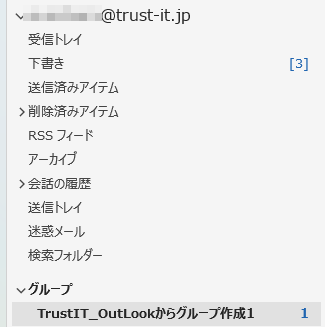 @trust-it.jp
受信トレイ
下書き [3]
送信済みアイテム
削除済みアイテム
RSS フィード
アーカイブ
会話の履歴
送信トレイ
迷惑メール
検索フォルダー
グループ
TrustIT_OutLookからグループ作成1 1